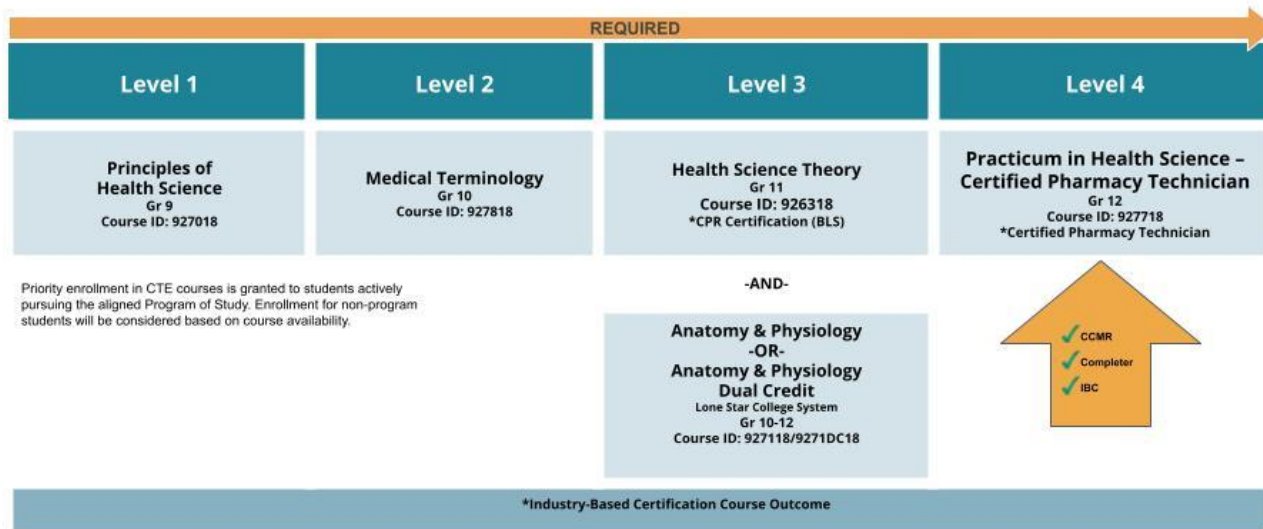 REQUIRED
Level 1
Level 2
Level 3
Level 4
Principles of
Health Science
Gr 9
Course ID: 927018
Medical Terminology
Gr 10
Course ID: 927818
Health Science Theory
Gr 11
Course ID: 926318
*CPR Certification (BLS)
Practicum in Health Science –
Certified Pharmacy Technician
Gr 12
Course ID: 927718
*Certified Pharmacy Technician
Priority enrollment in CTE courses is granted to students actively
pursuing the aligned Program of Study. Enrollment for non-program
students will be considered based on course availability.
-AND-
Anatomy & Physiology
-OR-
Anatomy & Physiology
Dual Credit
Lone Star College System
Gr 10-12
Course ID: 927118/9271DC18
CCMR
Completer
IBC
*Industry-Based Certification Course Outcome